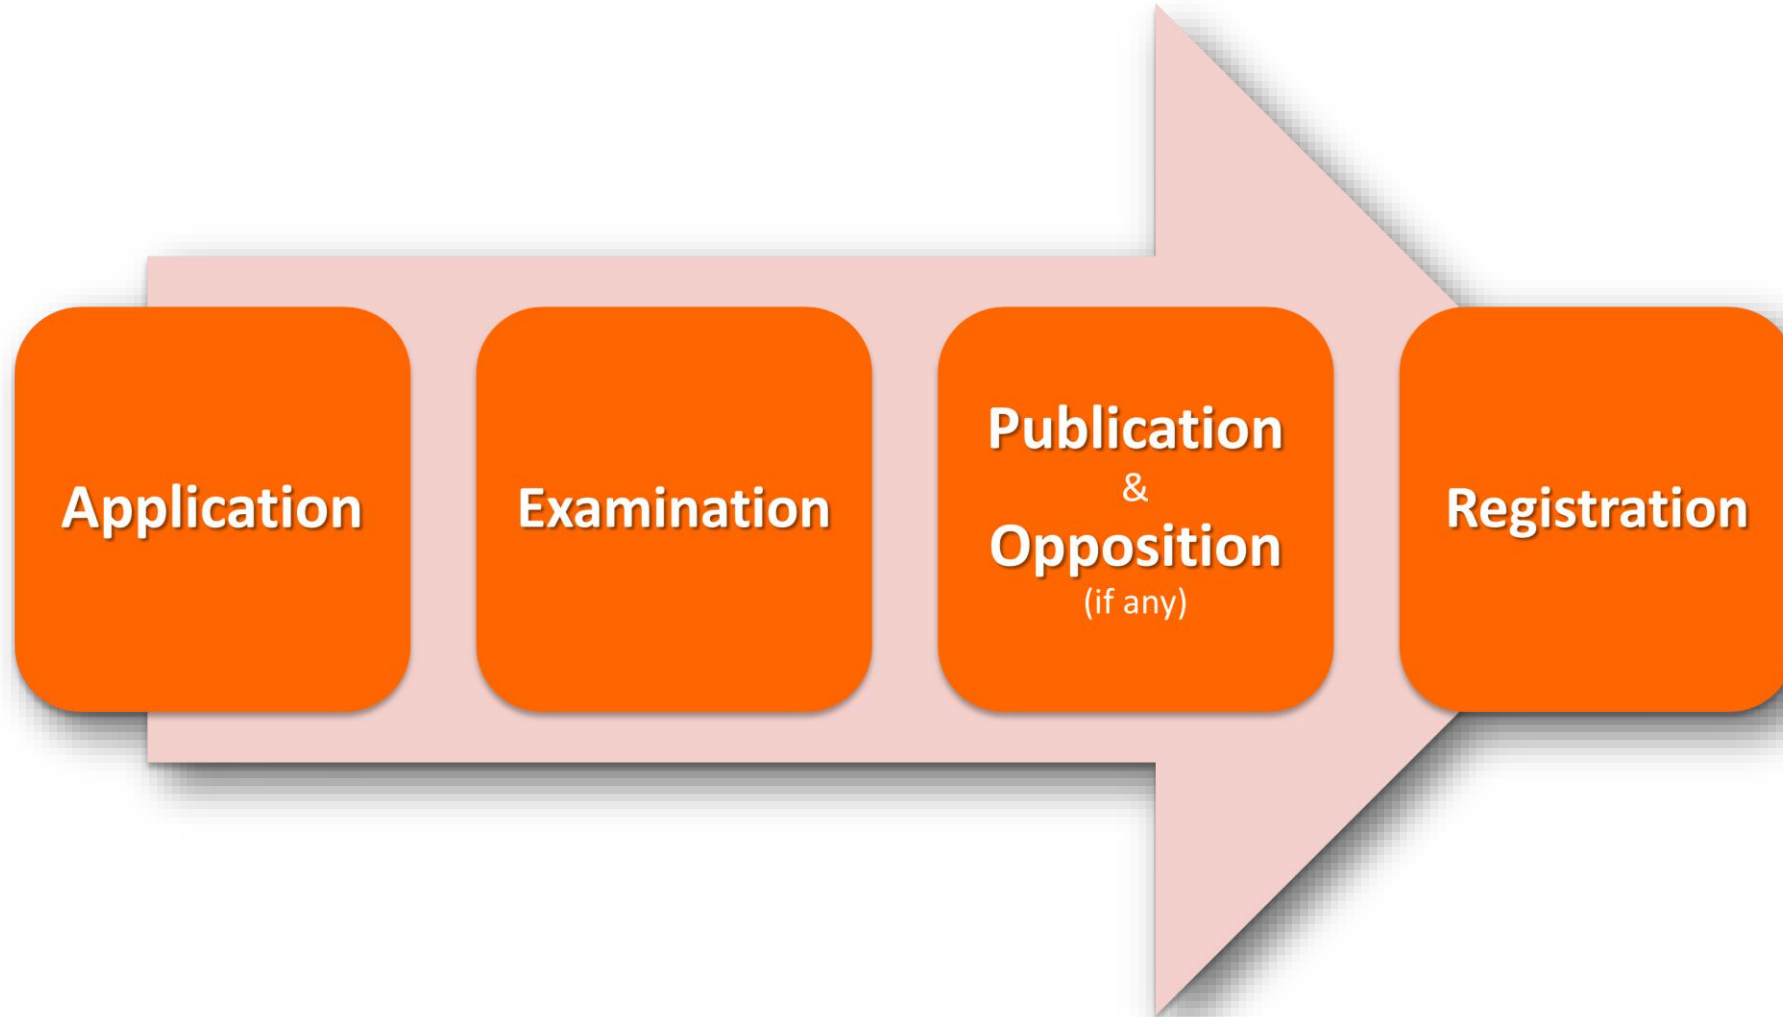 Application
Examination
Publication
&
Opposition
(if any)
Registration